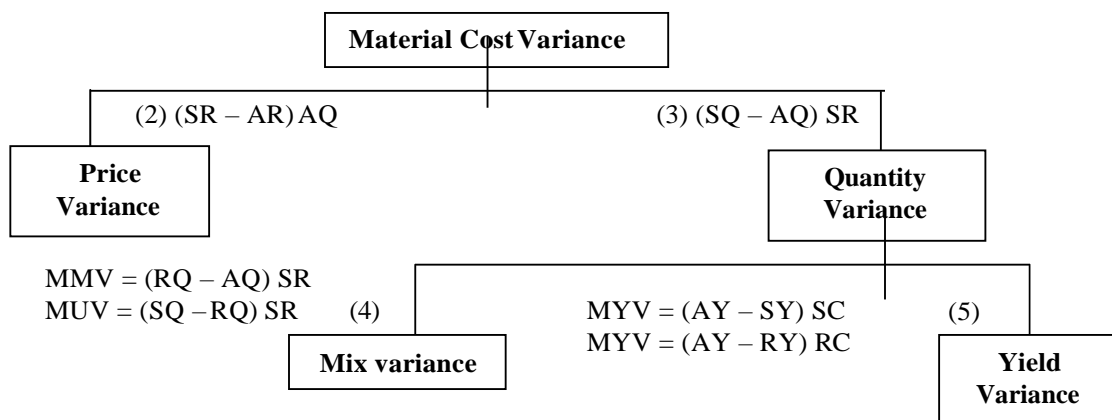 Material Cost Variance
(2) (SR – AR) AQ (3) (SQ – AQ) SR
Price
Variance
Quantity
Variance
MMV = (RQ – AQ) SR
MUV = (SQ – RQ) SR (4)
MYV = (AY – SY) SC (5)
MYV = (AY – RY) RC
Mix variance
Yield
Variance